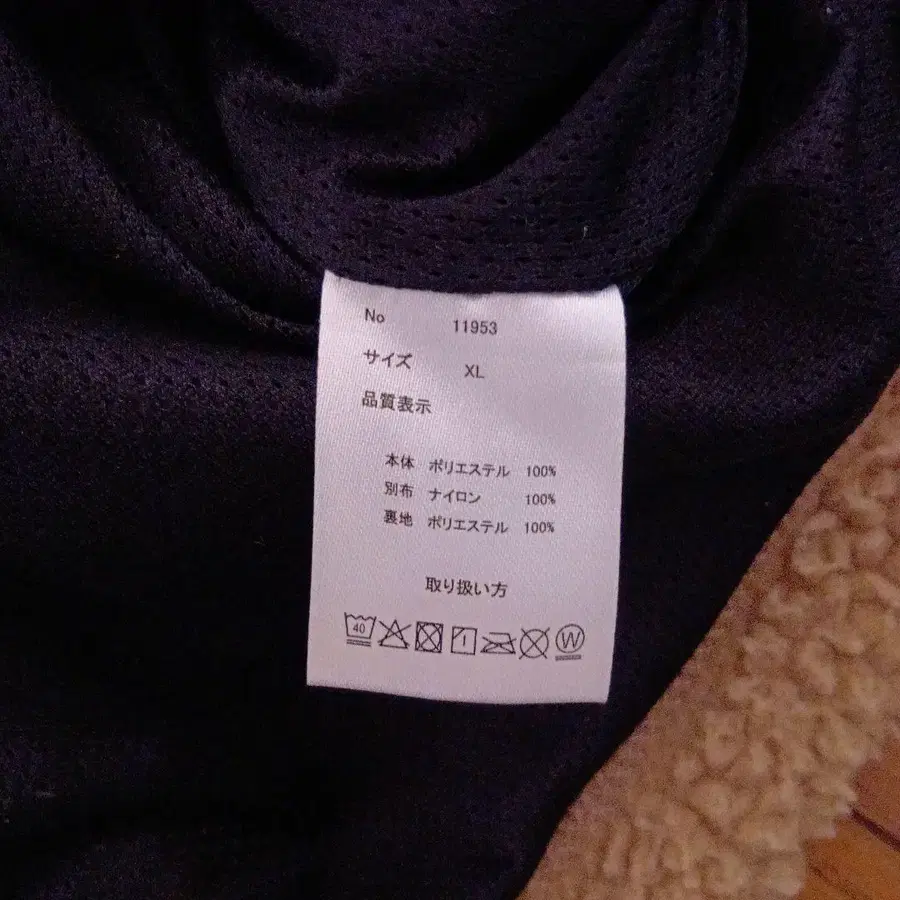 No 11953
サイズ XL
品質表示
本体 ポリエステル 100%
別布 ナイロン 100%
裏地 ポリエステル 100%
取り扱い方
40 W